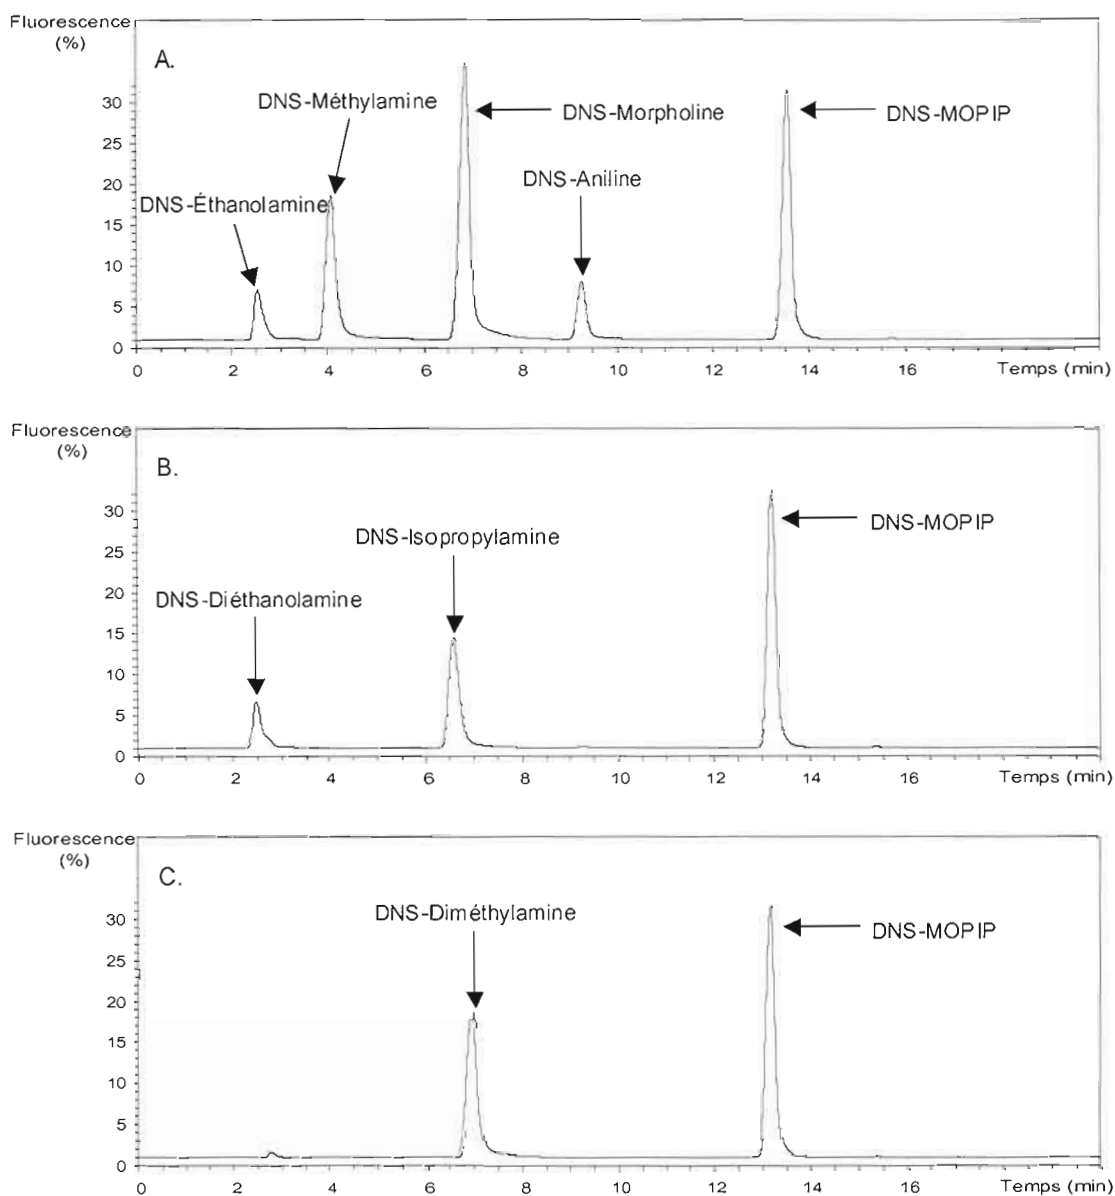 Fluorescence
(%)
A.
DNS-Méthylamine
DNS-Morpholine
DNS-MOPIP
DNS-Aniline
DNS-Éthanolamine
30
25
20
15
10
5
0
0 2 4 6 8 10 12 14 16 Temps (min)
Fluorescence
(%)
B.
DNS-MOPIP
DNS-Isopropylamine
DNS-Diéthanolamine
30
25
20
15
10
5
0
0 2 4 6 8 10 12 14 16 Temps (min)
Fluorescence
(%)
C.
DNS-Diméthylamine
DNS-MOPIP
30
25
20
15
10
5
0
0 2 4 6 8 10 12 14 16 Temps (min)